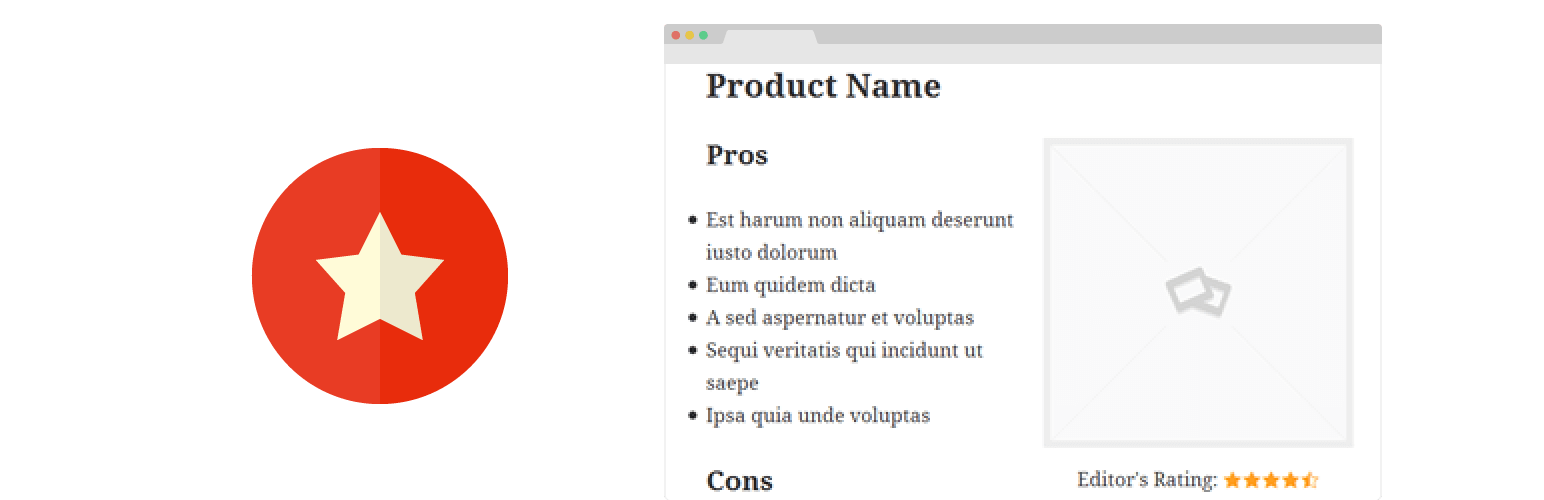 Product Name
Pros
Est harum non aliquam deserunt
iusto dolorum
Eum quidem dicta
A sed aspernatur et voluptas
Sequi veritatis qui incidunt ut
saepe
Ipsa quia unde voluptas
Cons
Editor's Rating: